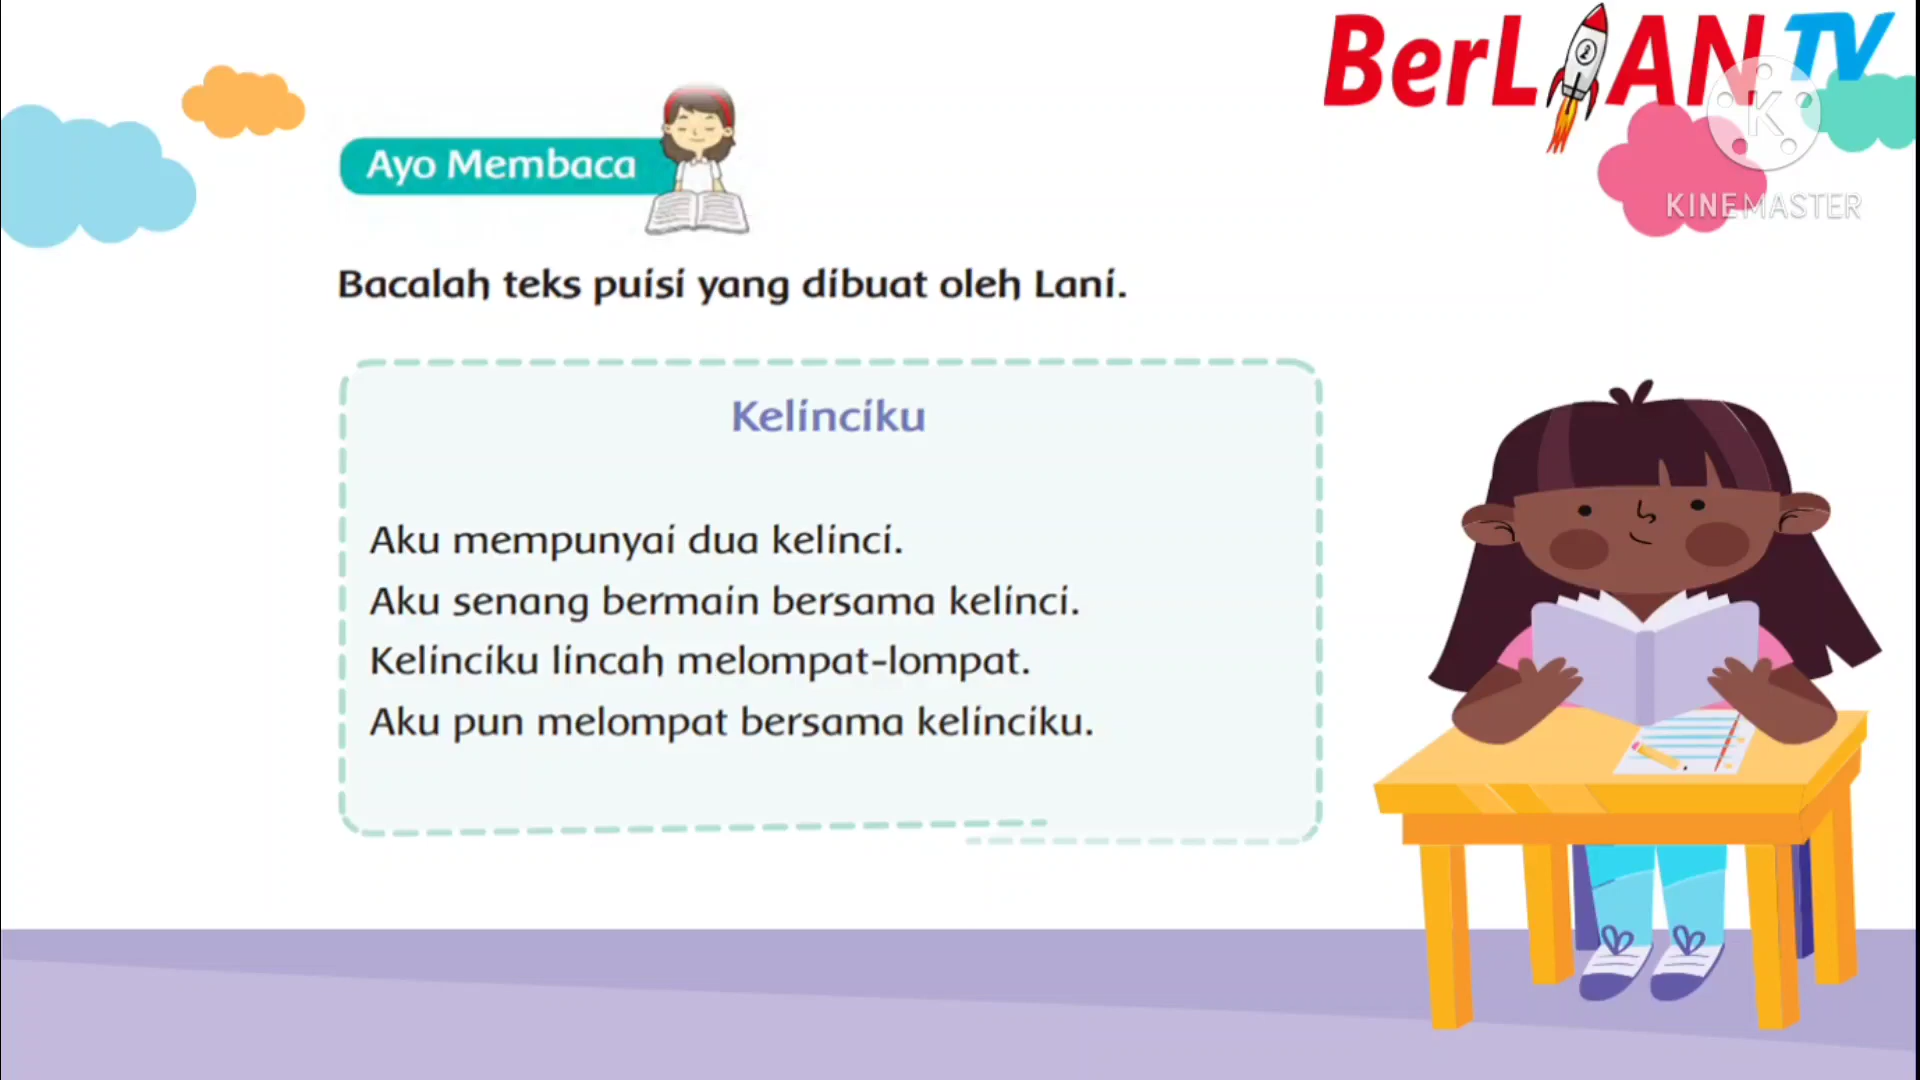 BerLIAN TV
KINEMASTER
Ayo Membaca
Bacalah teks puisi yang dibuat oleh Lani.
Kelinciku
Aku mempunyai dua kelinci.
Aku senang bermain bersama kelinci.
Kelinciku lincah melompat-lompat.
Aku pun melompat bersama kelinciku.